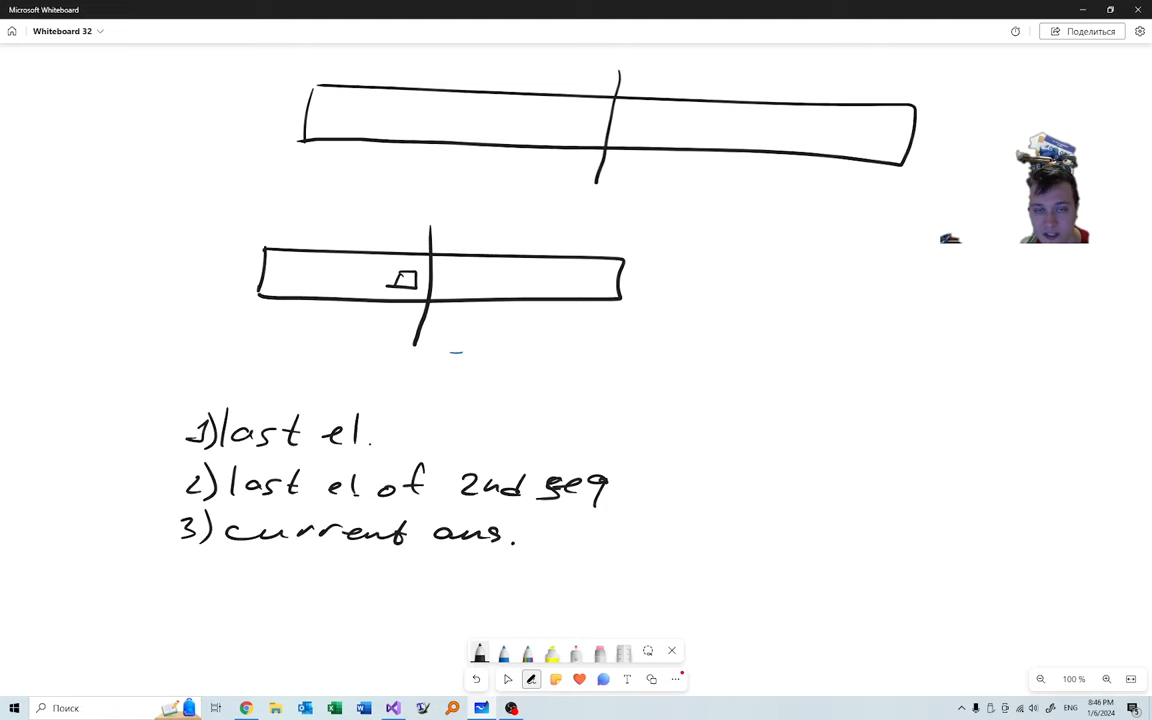 Microsoft Whiteboard
Whiteboard 32
Поделиться
1) last el.
2) last el of 2nd seq
3) current ans.
100 %
Поиск
ENG
8:46 PM
1/6/2024
5